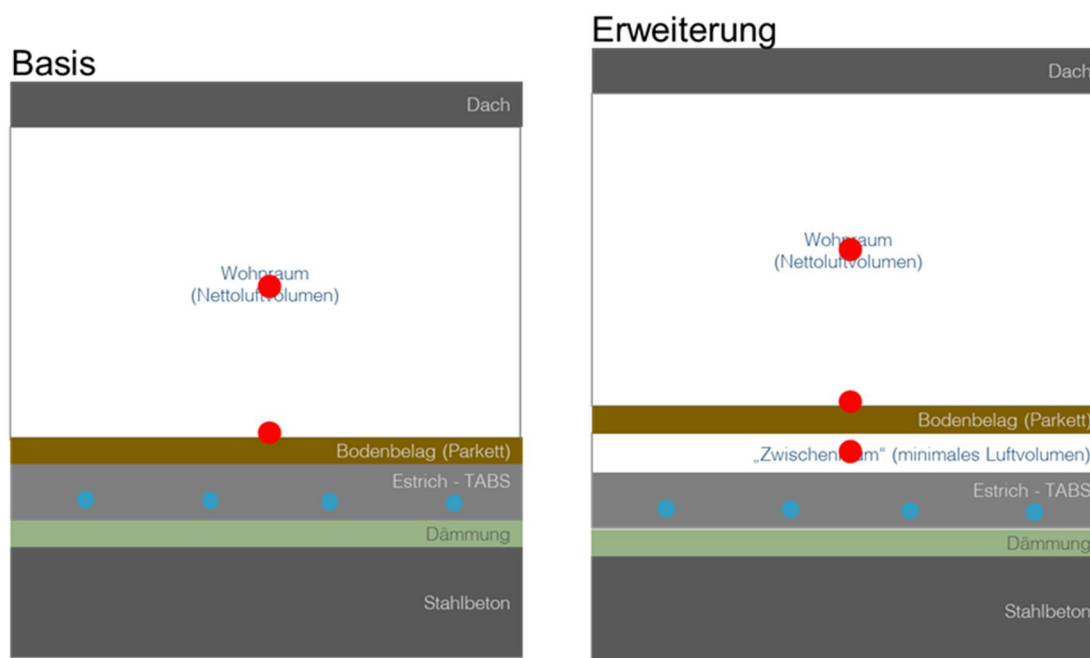 Basis
Dach
Wohnraum
(Nettoluftvolumen)
Bodenbelag (Parkett)
Estrich - TABS
Dämmung
Stahlbeton
Erweiterung
Dach
Wohnraum
(Nettoluftvolumen)
Bodenbelag (Parkett)
„Zwischenraum“ (minimales Luftvolumen)
Estrich - TABS
Dämmung
Stahlbeton